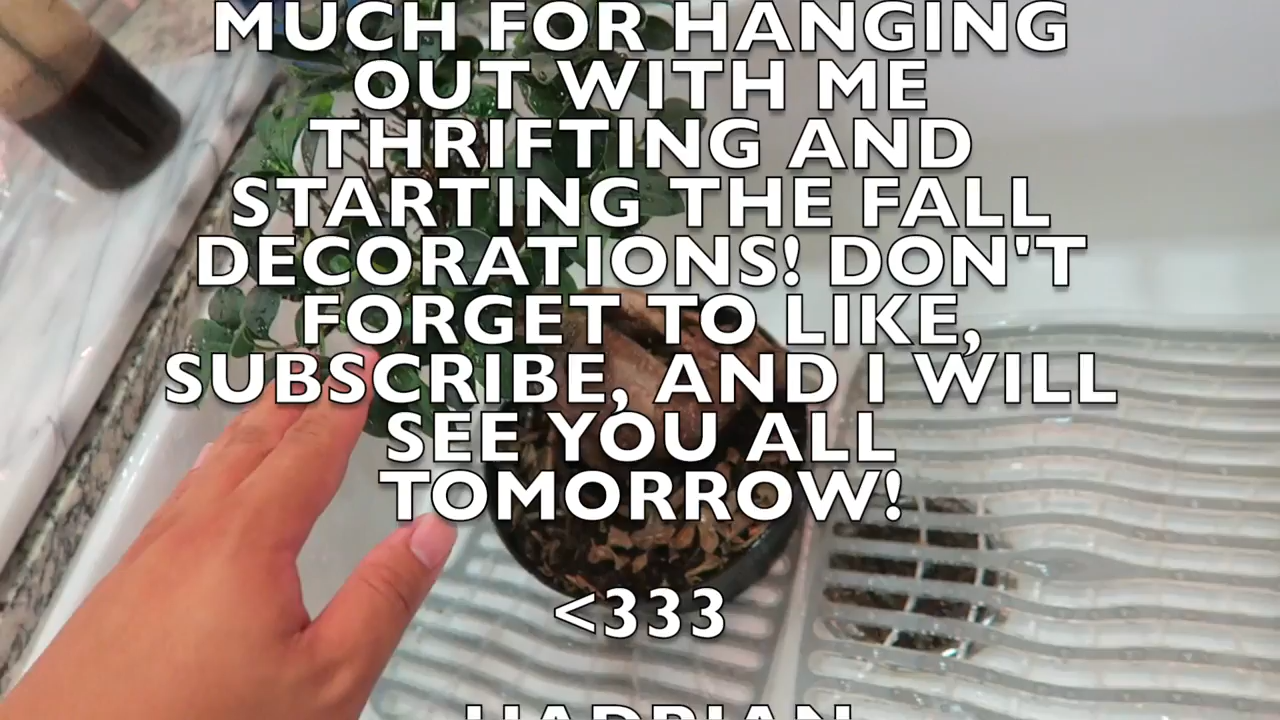 MUCH FOR HANGING
OUT WITH ME
THRIFTING AND
STARTING THE FALL
DECORATIONS! DON'T
FORGET TO LIKE,
SUBSCRIBE, AND I WILL
SEE YOU ALL
TOMORROW!
<333
HADRIAN